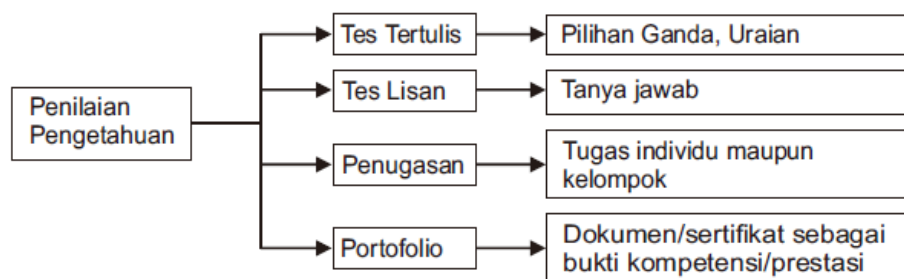 Penilaian
Pengetahuan
Tes Tertulis
Pilihan Ganda, Uraian
Tes Lisan
Tanya jawab
Penugasan
Tugas individu maupun
kelompok
Portofolio
Dokumen/sertifikat sebagai
bukti kompetensi/prestasi